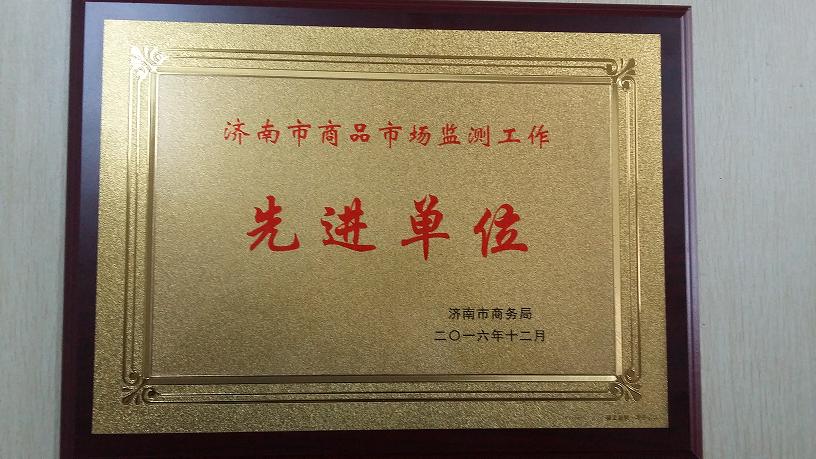 济南市商品市场监测工作
先进单位
济南市商务局
二〇一六年十二月